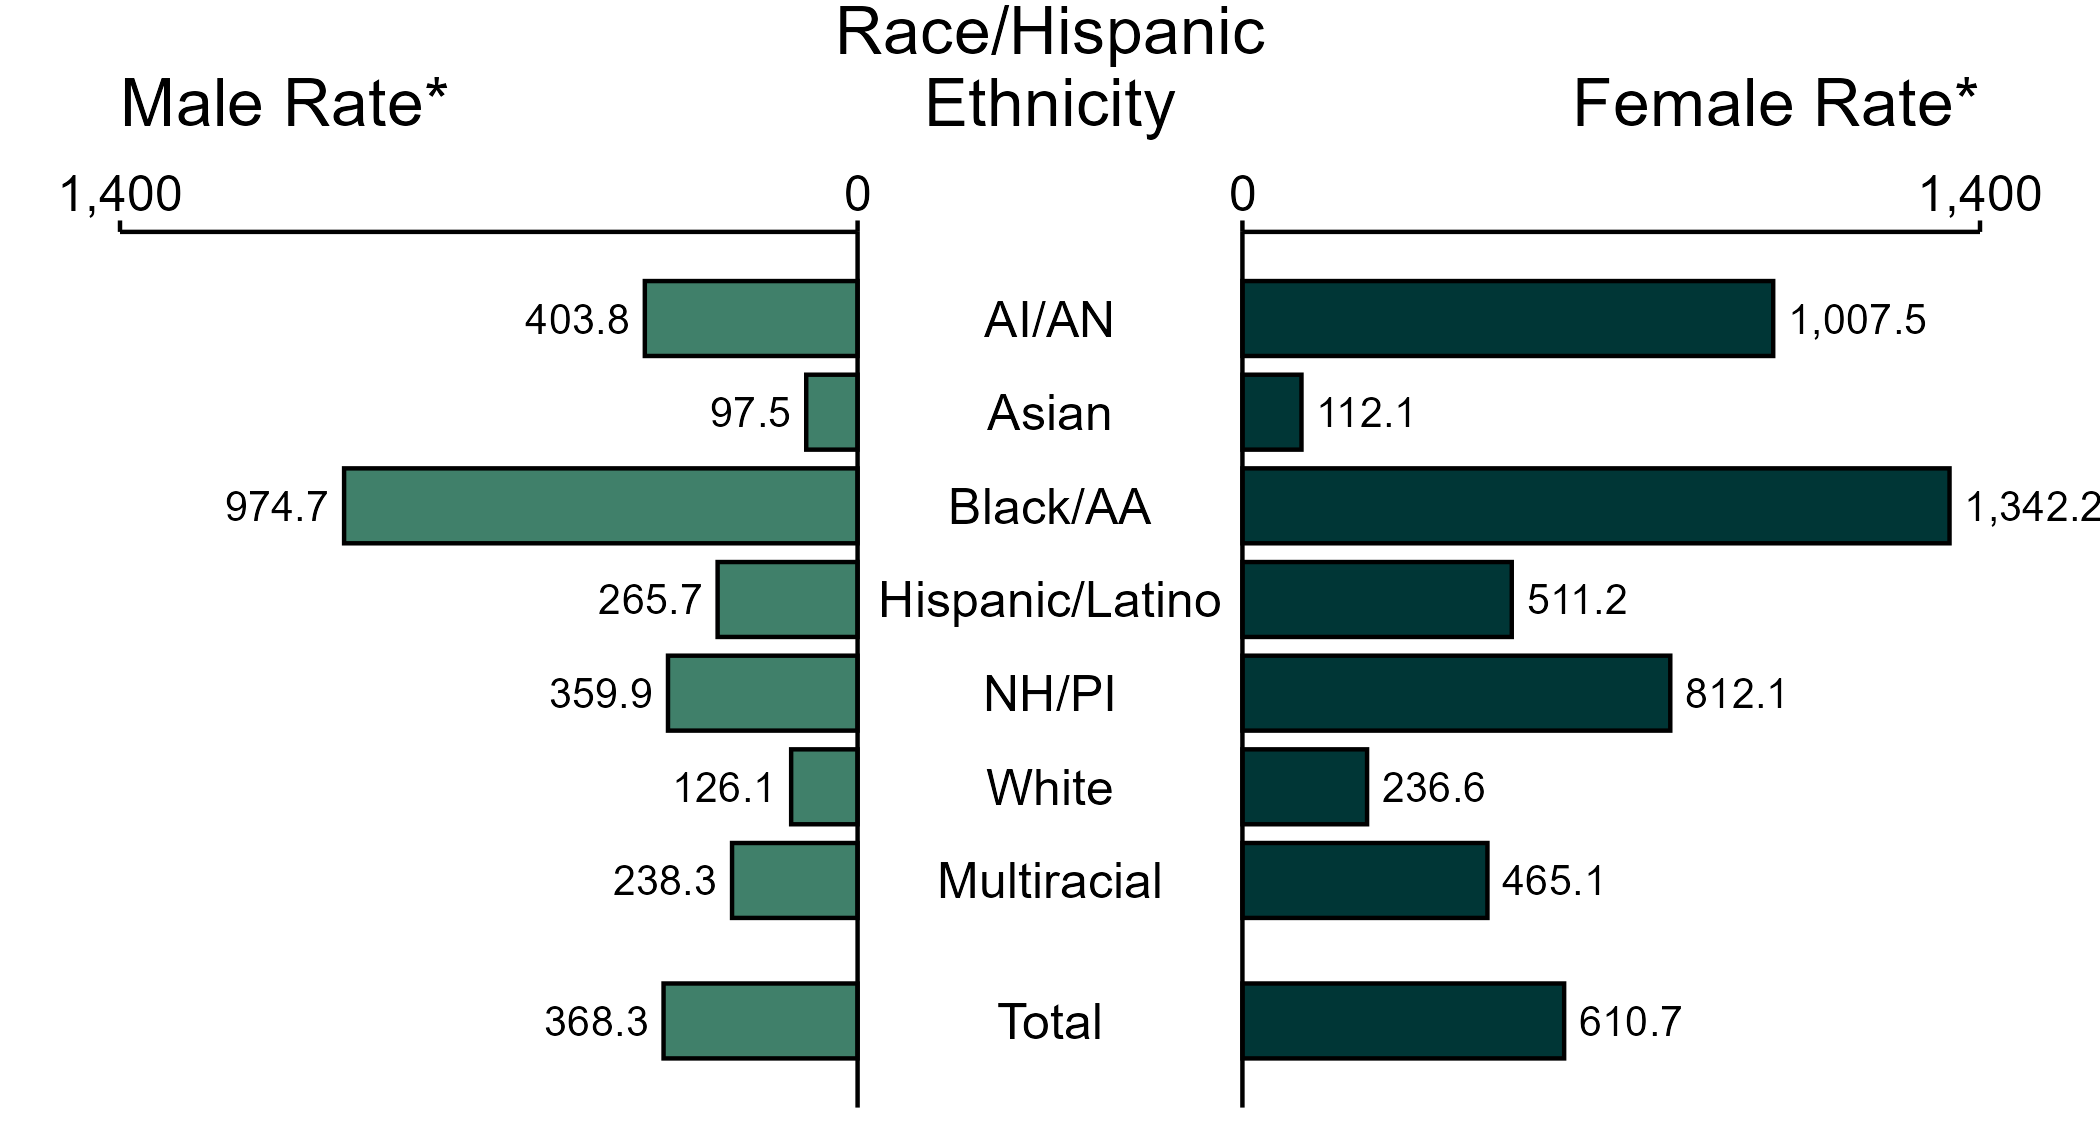 Race/Hispanic
Male Rate* Ethnicity Female Rate*
1,400 0 0 1,400
403.8 AI/AN 1,007.5
97.5 Asian 112.1
974.7 Black/AA 1,342.2
265.7 Hispanic/Latino 511.2
359.9 NH/PI 812.1
126.1 White 236.6
238.3 Multiracial 465.1
368.3 Total 610.7